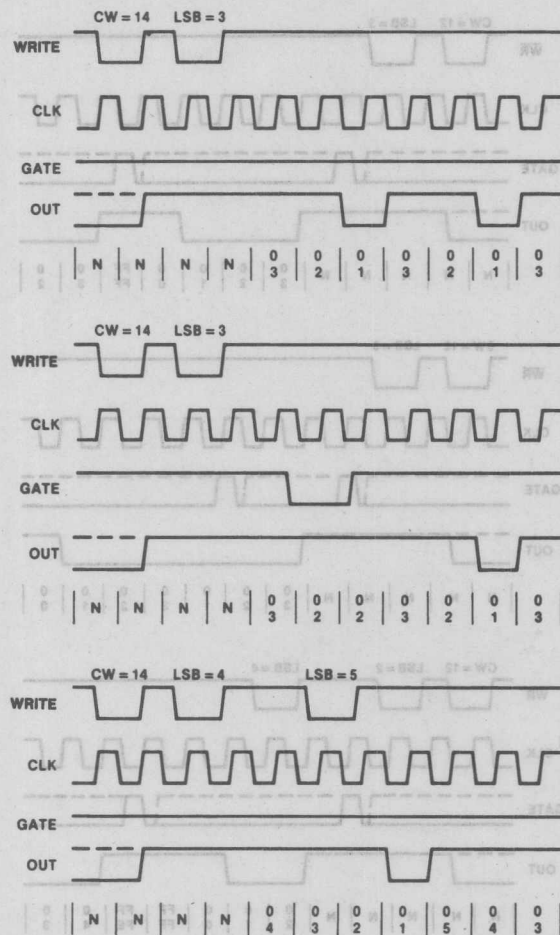 CW = 14 LSB = 3
WRITE
CLK
GATE
OUT
| N | N | N | N | 0 | 0 | 0 | 0 | 0 | 0 | 0
3 | 2 | 1 | 3 | 2 | 1 | 3
CW = 14 LSB = 3
WRITE
CLK
GATE
OUT
| N | N | N | N | 0 | 0 | 0 | 0 | 0 | 0 | 0
3 | 2 | 2 | 3 | 2 | 1 | 3
CW = 14 LSB = 4 LSB = 5
WRITE
CLK
GATE
OUT
| N | N | N | N | 0 | 0 | 0 | 0 | 0 | 0 | 0
4 | 3 | 2 | 1 | 5 | 4 | 3